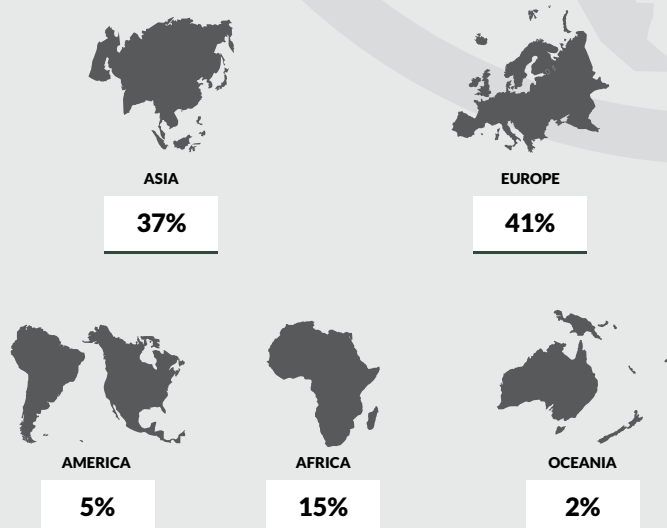 ASIA
37%
EUROPE
41%
AMERICA
5%
AFRICA
15%
OCEANIA
2%